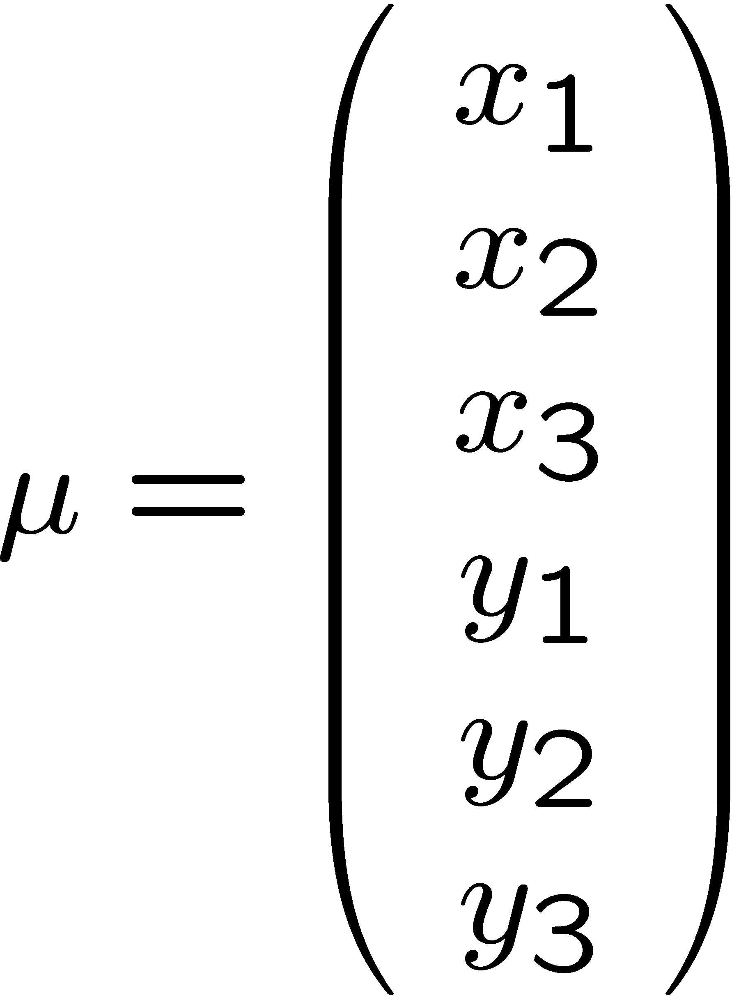 μ = ( x₁
x₂
x₃
y₁
y₂
y₃ )